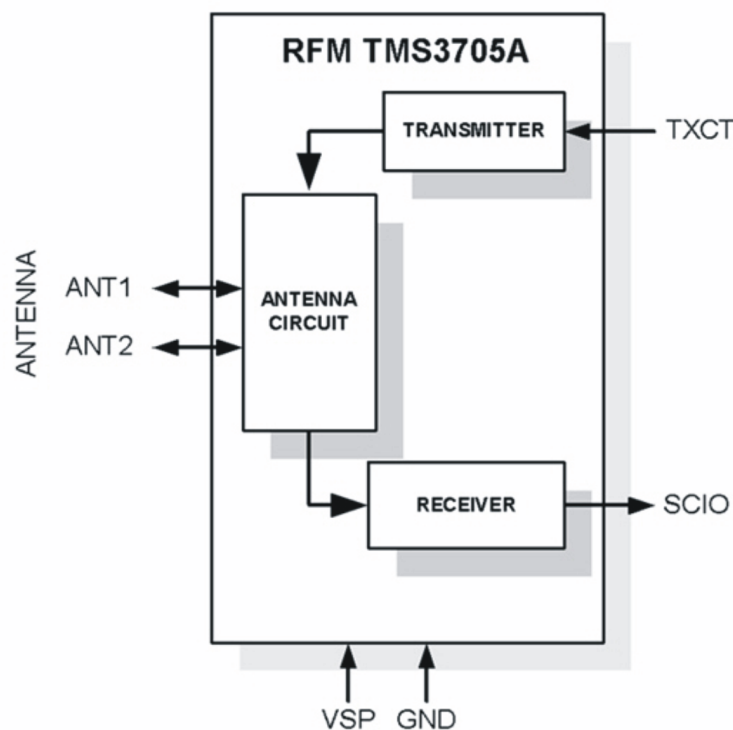 RFM TMS3705A
TRANSMITTER
TXCT
ANTENNA
ANT1
ANT2
ANTENNA
CIRCUIT
RECEIVER
SCIO
VSP
GND